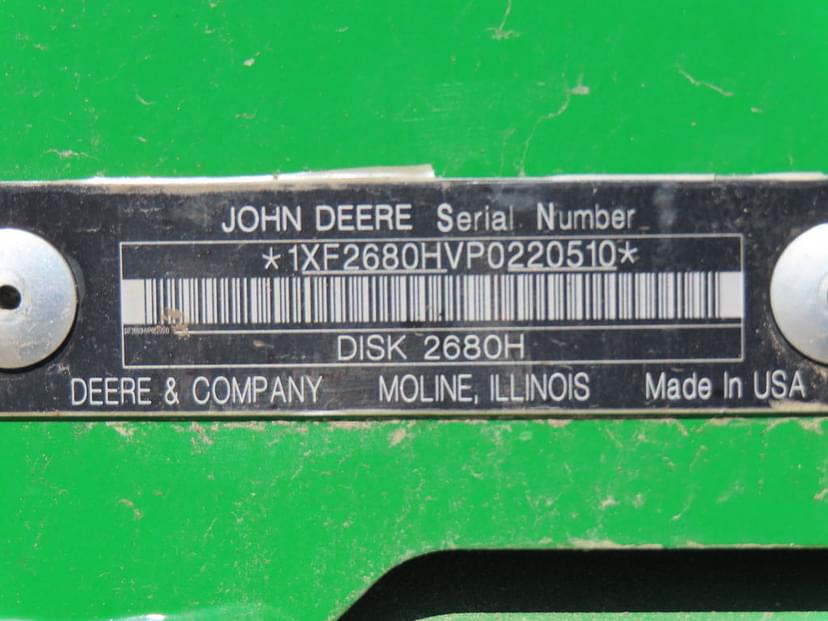 JOHN DEERE Serial Number
*1XF2680HVP0220510*
DISK 2680H
DEERE & COMPANY MOLINE, ILLINOIS Made In USA